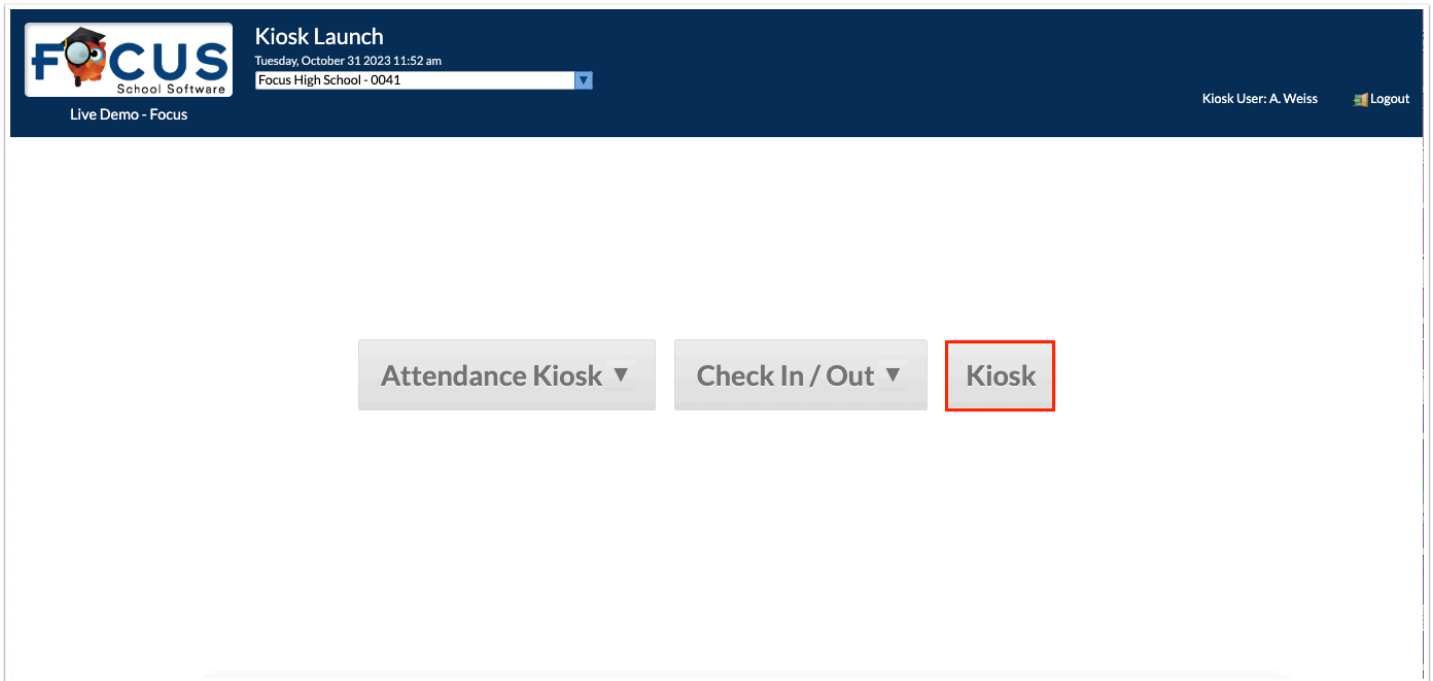 FOCUS
School Software
Live Demo - Focus
Kiosk Launch
Tuesday, October 31 2023 11:52 am
Focus High School - 0041
Kiosk User: A. Weiss
Logout
Attendance Kiosk ▼
Check In / Out ▼
Kiosk